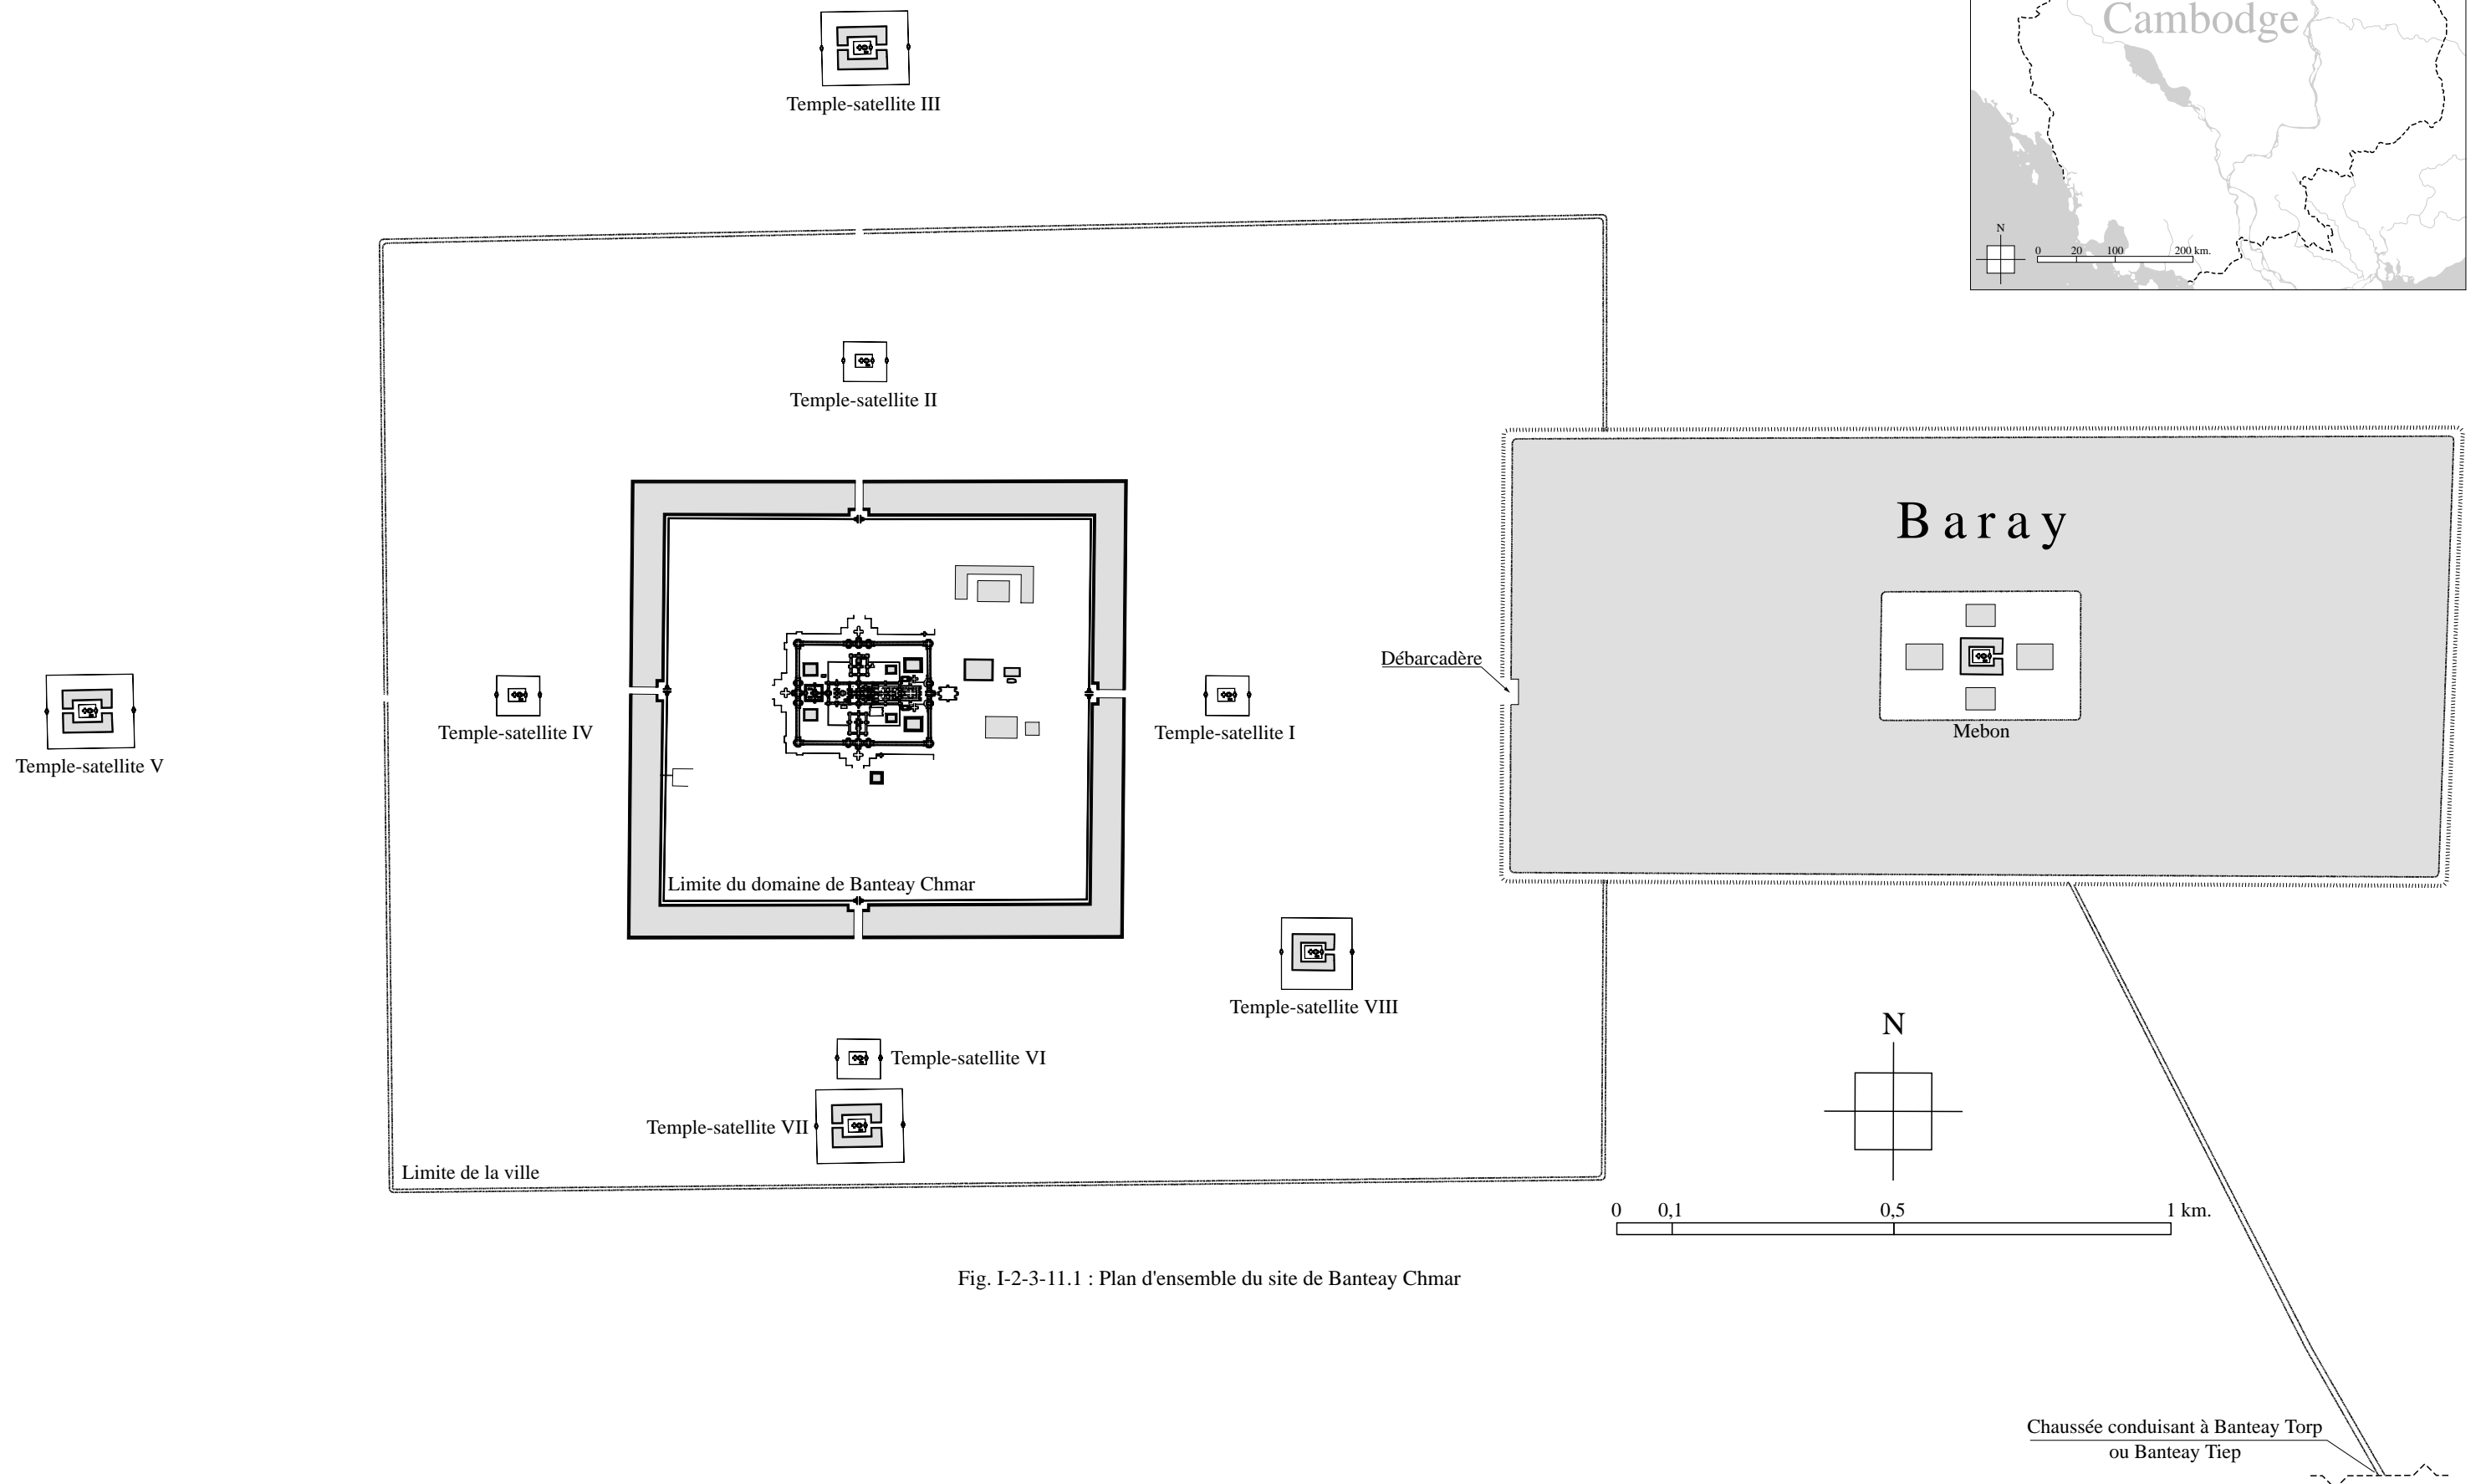 Cambodge
N
0 20 100 200 km.
Temple-satellite III
Temple-satellite II
Baray
Débarcadère
Mebon
Temple-satellite V
Temple-satellite IV
Temple-satellite I
Limite du domaine de Banteay Chmar
Temple-satellite VIII
Temple-satellite VI
Temple-satellite VII
Limite de la ville
N
0 0,1 0,5 1 km.
Fig. I-2-3-11.1 : Plan d'ensemble du site de Banteay Chmar
Chaussée conduisant à Banteay Torp
ou Banteay Tiep